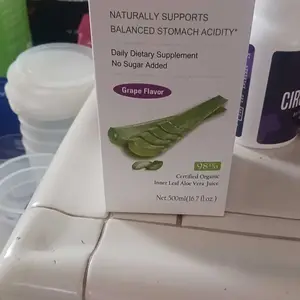 NATURALLY SUPPORTS
BALANCED STOMACH ACIDITY*
Daily Dietary Supplement
No Sugar Added
Grape Flavor
98%
Certified Organic
Inner Leaf Aloe Vera Juice
Net.500ml(16.7 fl.oz.)
CIR